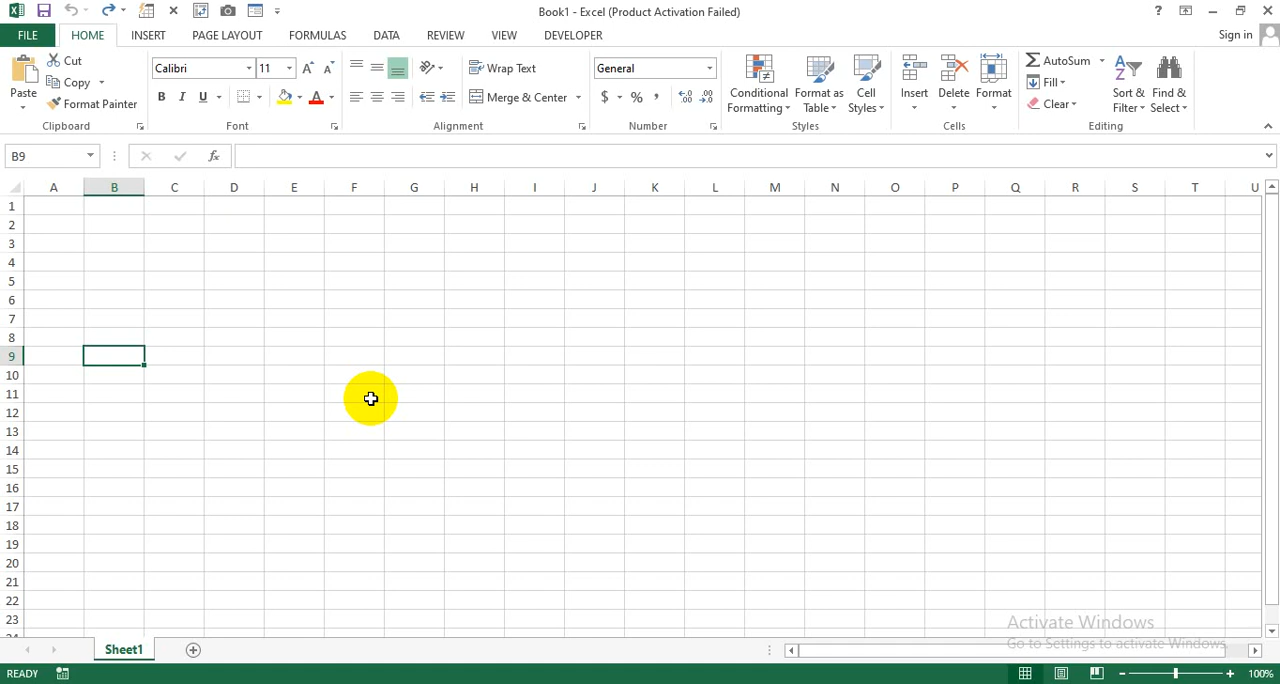 Book1 - Excel (Product Activation Failed)
FILE HOME INSERT PAGE LAYOUT FORMULAS DATA REVIEW VIEW DEVELOPER Sign in
Paste
Cut
Copy
Format Painter
Clipboard
Calibri 11
B I U
Font
Wrap Text
Merge & Center
Alignment
General
$ % ,
Number
Conditional Formatting
Format as Table
Cell Styles
Styles
Insert Delete Format
Cells
AutoSum
Fill
Clear
Sort & Filter
Find & Select
Editing
B9 fx
A B C D E F G H I J K L M N O P Q R S T U
1
2
3
4
5
6
7
8
9
10
11
12
13
14
15
16
17
18
19
20
21
22
23
24
Activate Windows
Go to Settings to activate Windows.
Sheet1
READY 100%